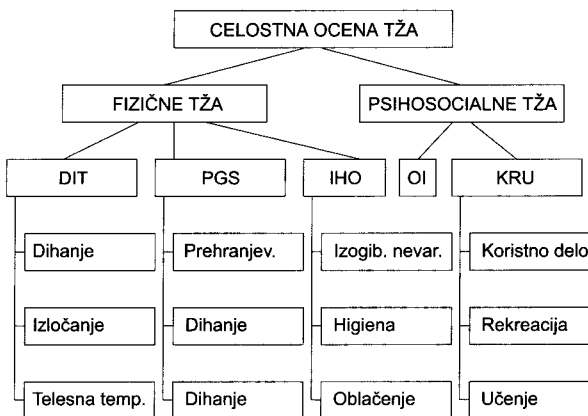 CELOSTNA OCENA TŽA
FIZIČNE TŽA
PSIHOSOCIALNE TŽA
DIT
PGS
IHO
OI
KRU
Dihanje
Prehranjev.
Izogib. nevar.
Koristno delo
Izločanje
Dihanje
Higiena
Rekreacija
Telesna temp.
Dihanje
Oblačenje
Učenje